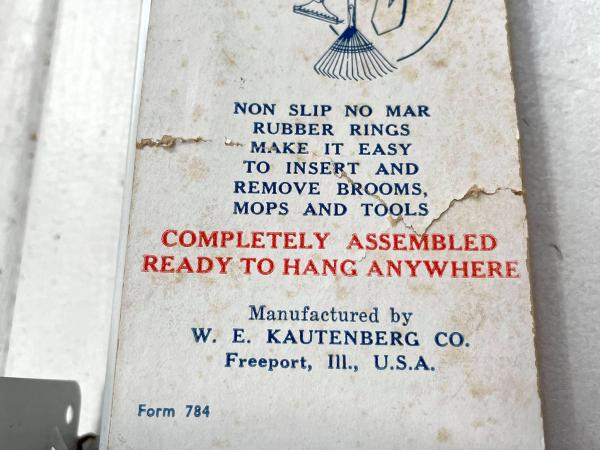 NON SLIP NO MAR
RUBBER RINGS
MAKE IT EASY
TO INSERT AND
REMOVE BROOMS,
MOPS AND TOOLS
COMPLETELY ASSEMBLED
READY TO HANG ANYWHERE
Manufactured by
W. E. KAUTENBERG CO.
Freeport, Ill., U.S.A.
Form 784